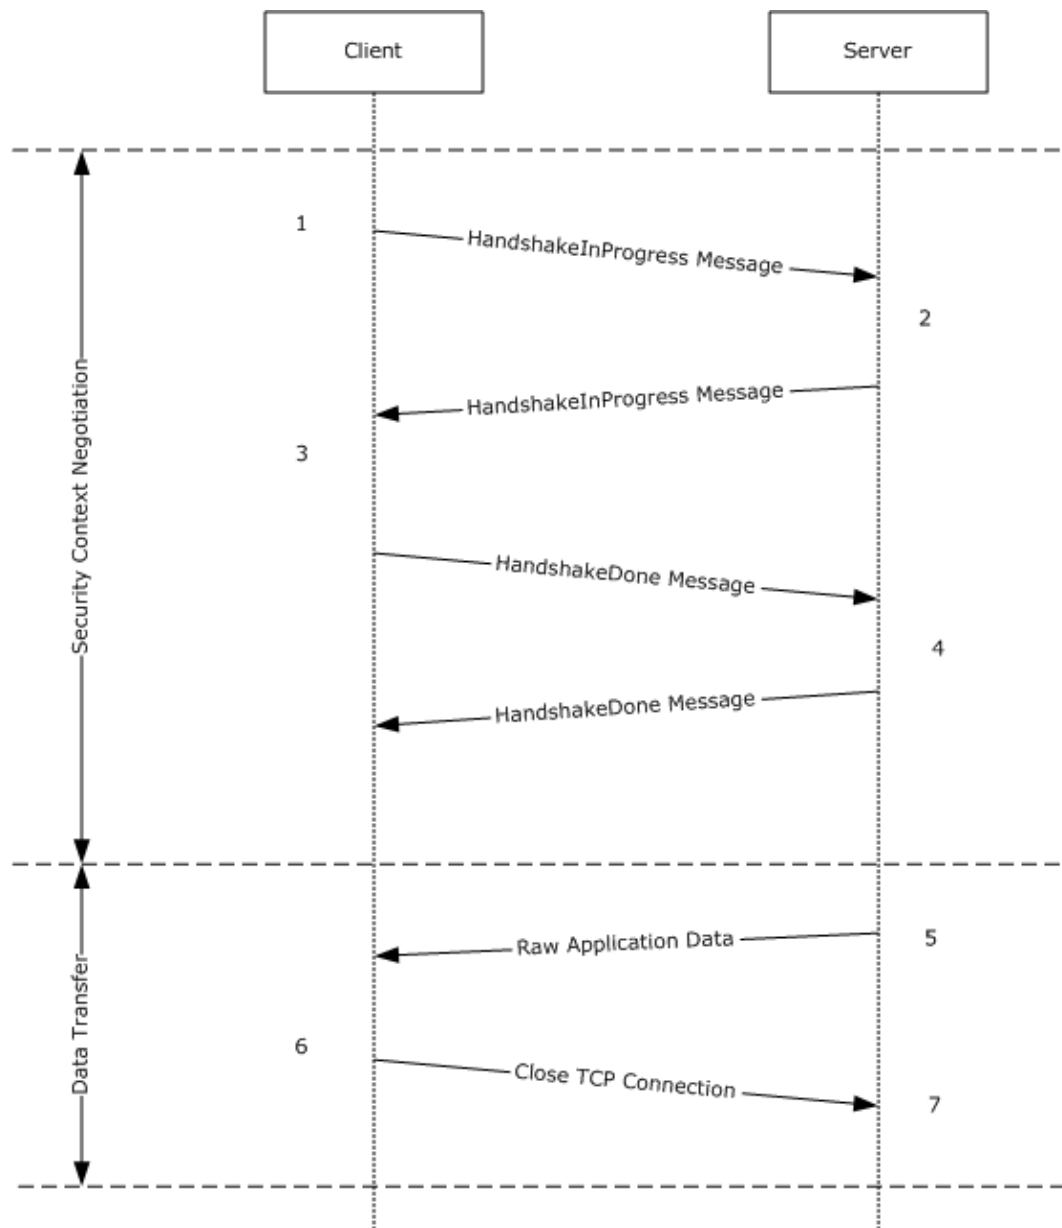 Client
Server
1
HandshakeInProgress Message
2
HandshakeInProgress Message
3
Security Context Negotiation
HandshakeDone Message
4
HandshakeDone Message
Raw Application Data
5
Data Transfer
6
Close TCP Connection
7